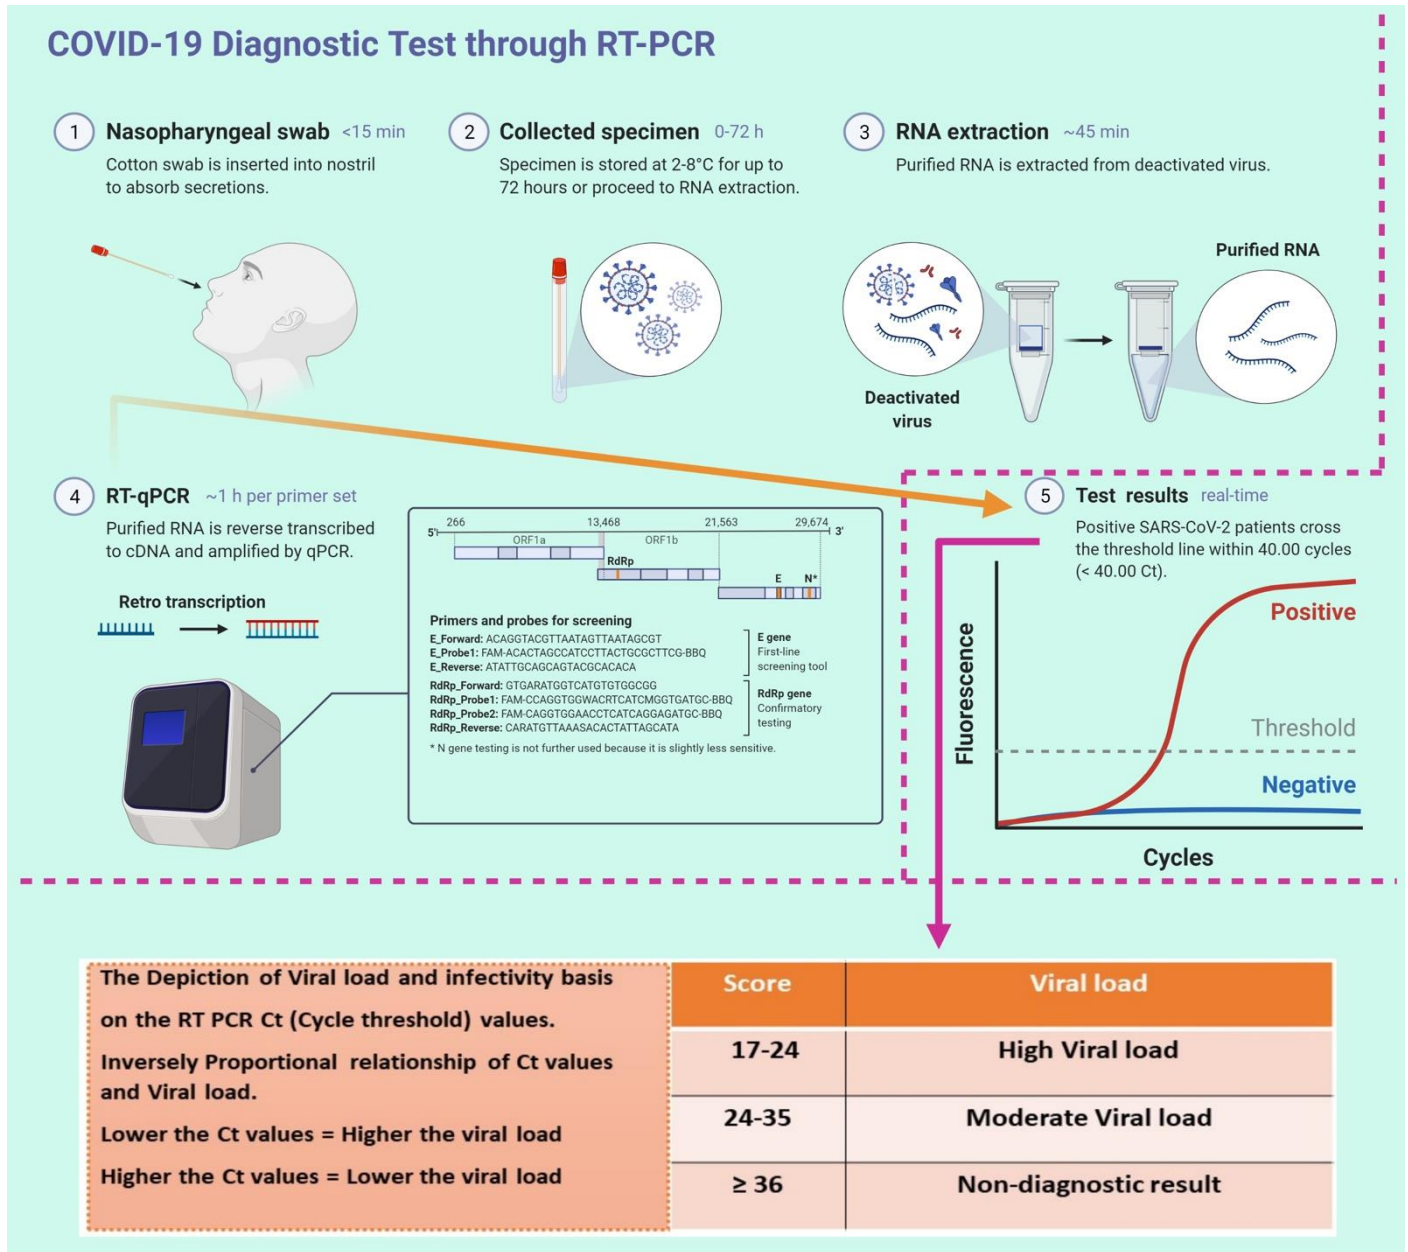 COVID-19 Diagnostic Test through RT-PCR
1 Nasopharyngeal swab <15 min
Cotton swab is inserted into nostril
to absorb secretions.
2 Collected specimen 0-72 h
Specimen is stored at 2-8°C for up to
72 hours or proceed to RNA extraction.
3 RNA extraction ~45 min
Purified RNA is extracted from deactivated virus.
Deactivated
virus
Purified RNA
4 RT-qPCR ~1 h per primer set
Purified RNA is reverse transcribed
to cDNA and amplified by qPCR.
Retro transcription
266 13,468 21,563 29,674
5' 3'
ORF1a ORF1b
RdRp
E N*
Primers and probes for screening
E_Forward: ACAGGTACGTTAATAGTTAATAGCGT
E_Probe1: FAM-ACACTAGCCATCCTTACTGCGCTTCG-BBQ
E_Reverse: ATATTGCAGCAGTACGCACACA
E gene
First-line
screening tool
RdRp_Forward: GTGARATGGTCATGTGTGGCGG
RdRp_Probe1: FAM-CCAGGTGGWACRTCATCMGGTGATGC-BBQ
RdRp_Probe2: FAM-CAGGTGGAACCTCATCAGGAGATGC-BBQ
RdRp_Reverse: CARATGTTAAASACACTATTAGCATA
RdRp gene
Confirmatory
testing
* N gene testing is not further used because it is slightly less sensitive.
5 Test results real-time
Positive SARS-CoV-2 patients cross
the threshold line within 40.00 cycles
(< 40.00 Ct).
Fluorescence
Positive
Threshold
Negative
Cycles
The Depiction of Viral load and infectivity basis
on the RT PCR Ct (Cycle threshold) values.
Inversely Proportional relationship of Ct values
and Viral load.
Lower the Ct values = Higher the viral load
Higher the Ct values = Lower the viral load
Score Viral load
17-24 High Viral load
24-35 Moderate Viral load
≥ 36 Non-diagnostic result